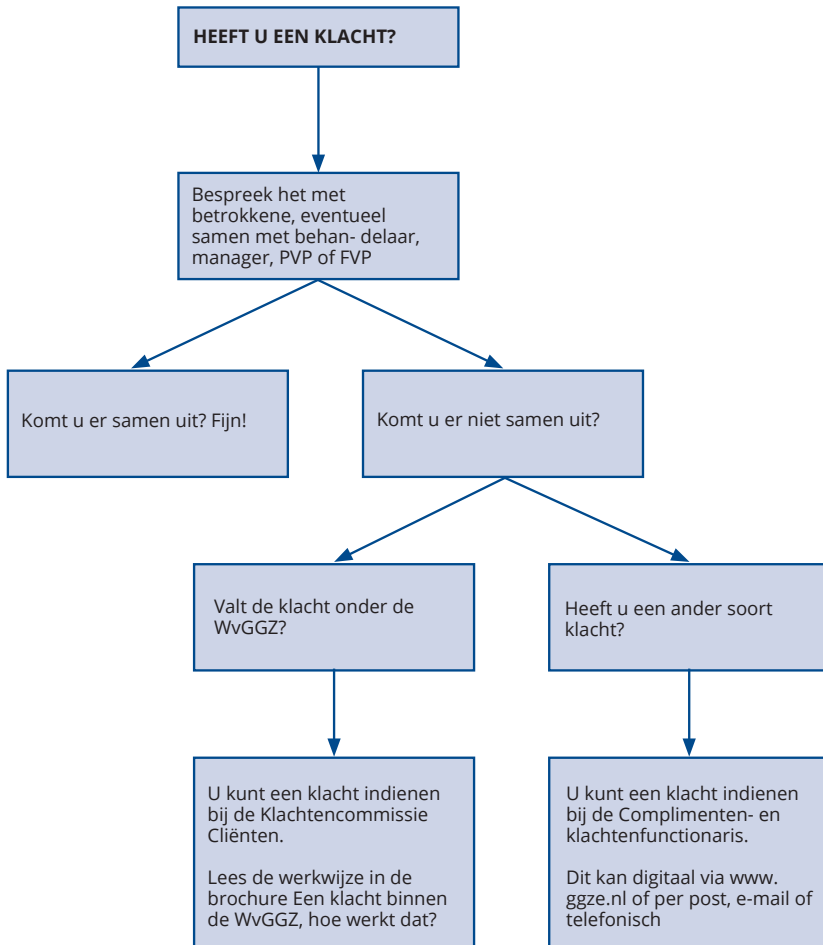 HEEFT U EEN KLACHT?
Bespreek het met
betrokkene, eventueel
samen met behan- delaar,
manager, PVP of FVP
Komt u er samen uit? Fijn!
Komt u er niet samen uit?
Valt de klacht onder de
WvGGZ?
Heeft u een ander soort
klacht?
U kunt een klacht indienen
bij de Klachtencommissie
Cliënten.
Lees de werkwijze in de
brochure Een klacht binnen
de WvGGZ, hoe werkt dat?
U kunt een klacht indienen
bij de Complimenten- en
klachtenfunctionaris.
Dit kan digitaal via www.
ggze.nl of per post, e-mail of
telefonisch